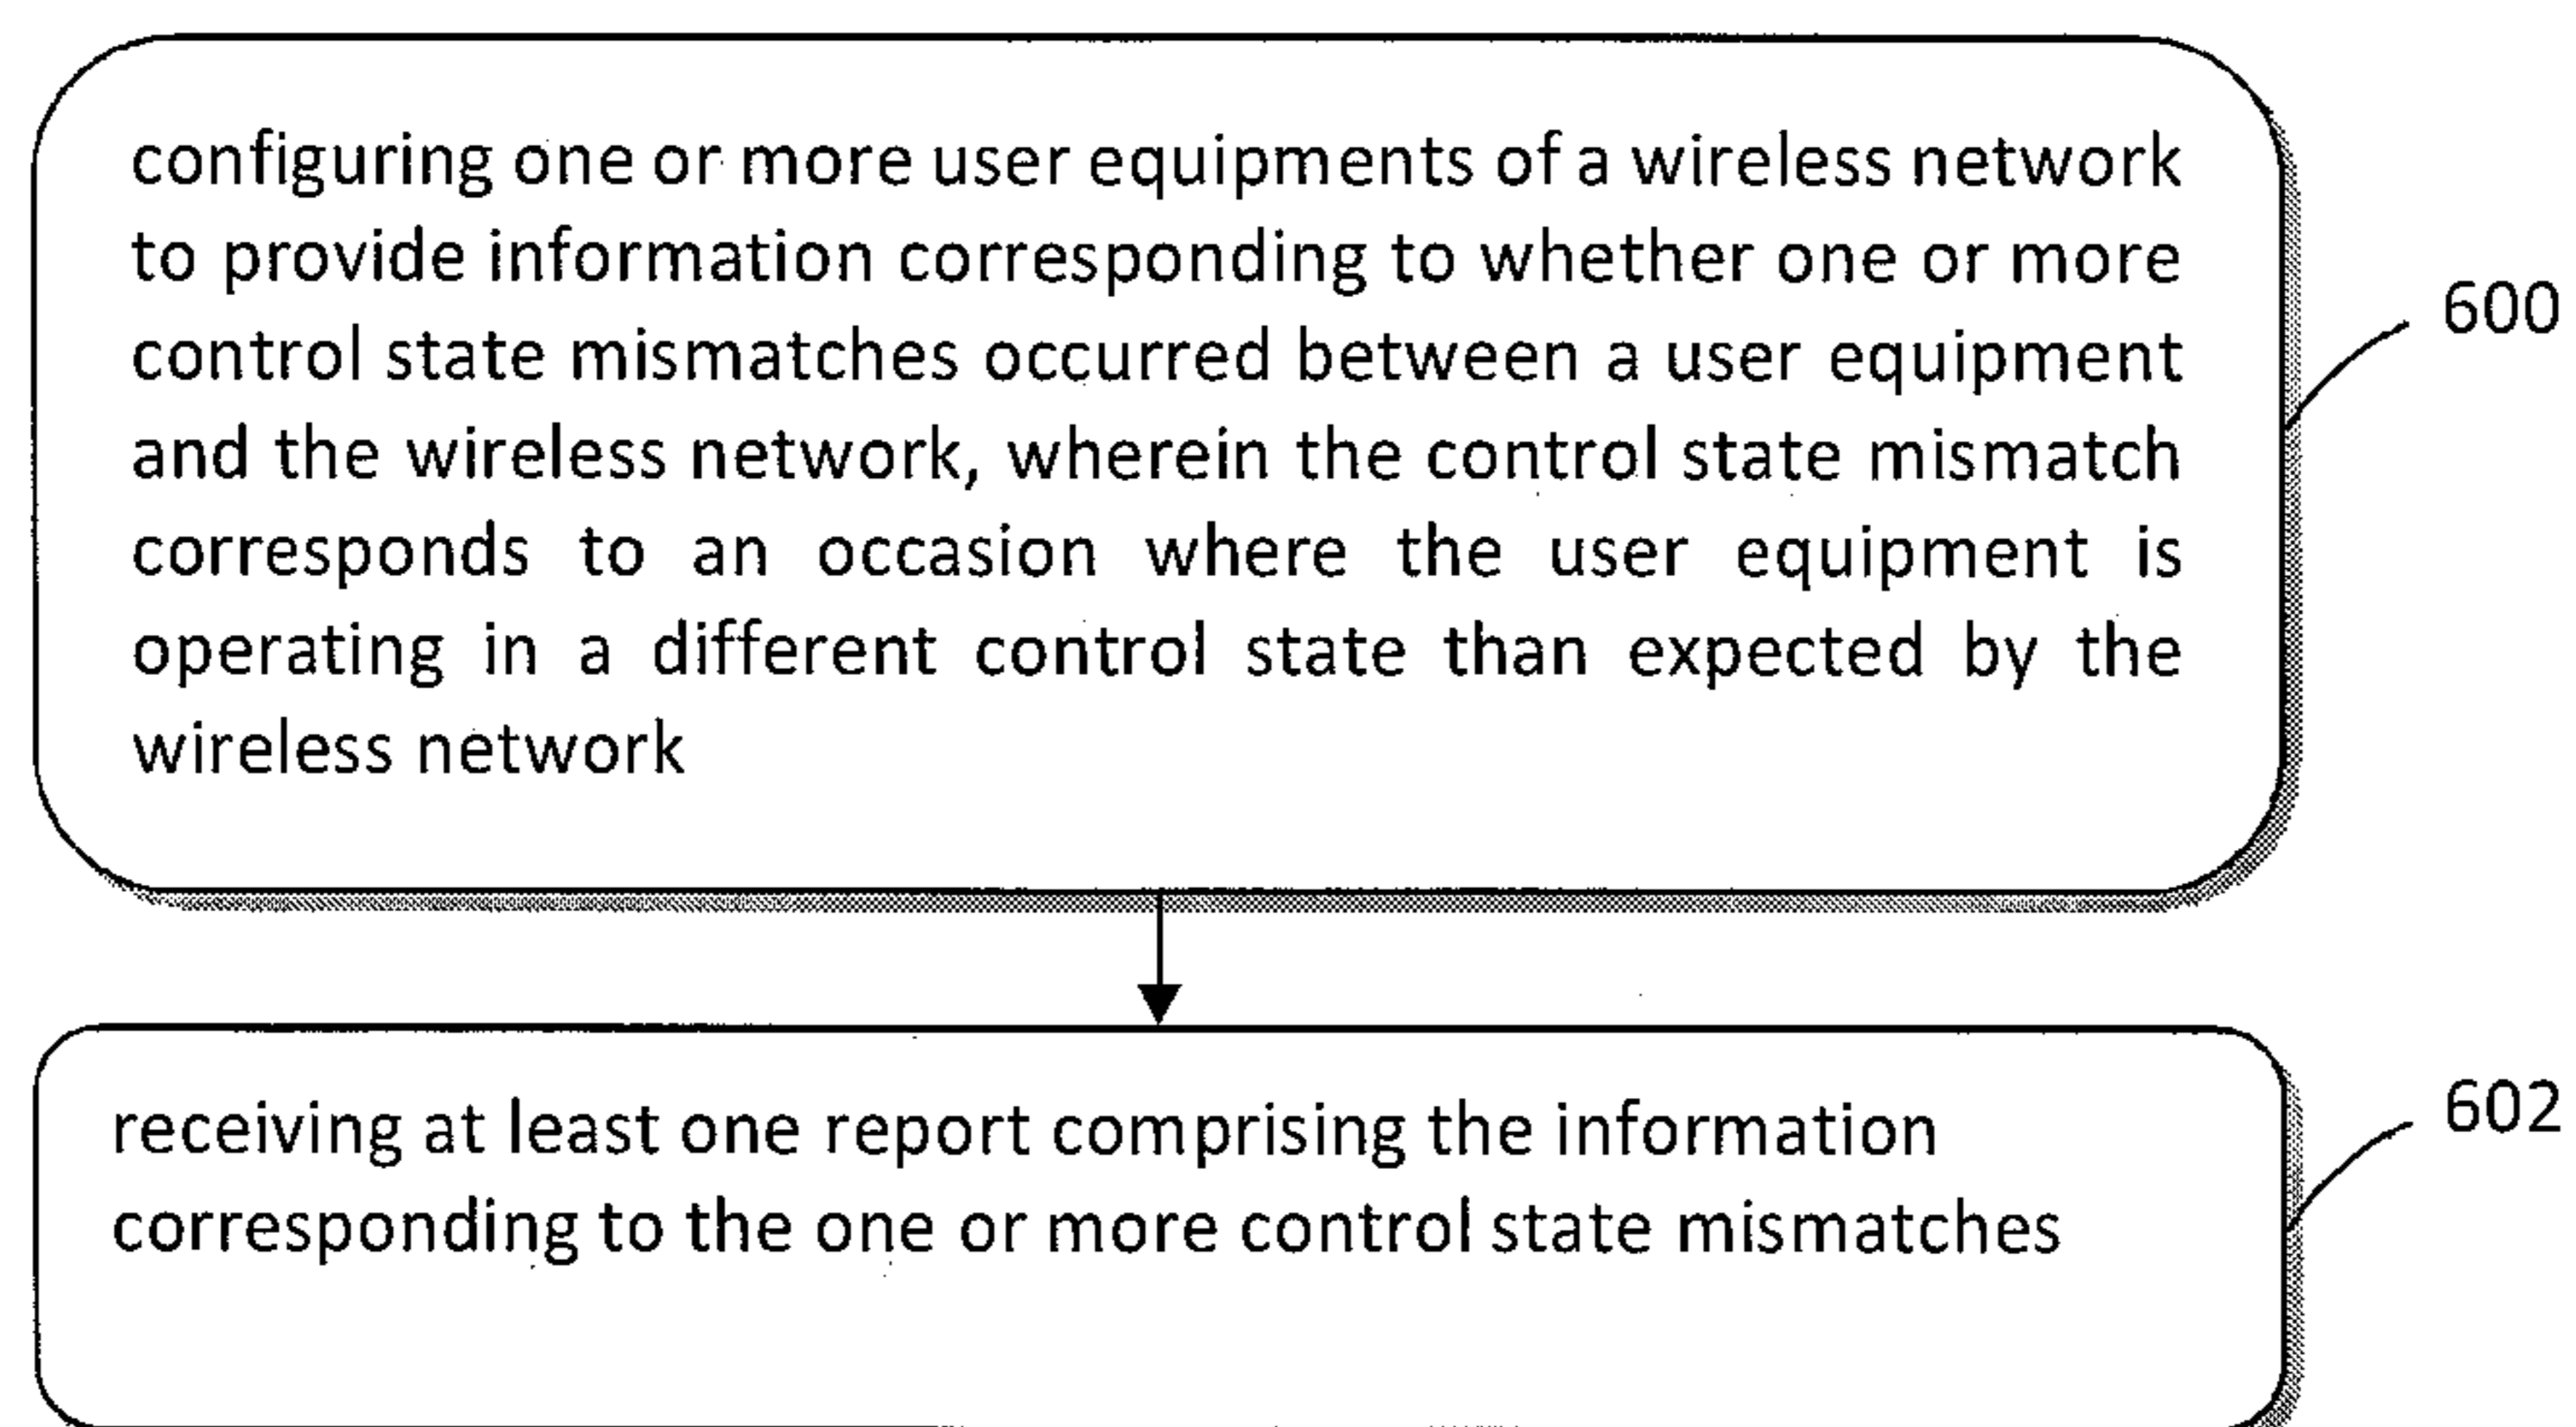 configuring one or more user equipments of a wireless network
to provide information corresponding to whether one or more
control state mismatches occurred between a user equipment
and the wireless network, wherein the control state mismatch
corresponds to an occasion where the user equipment is
operating in a different control state than expected by the
wireless network
600
receiving at least one report comprising the information
corresponding to the one or more control state mismatches
602